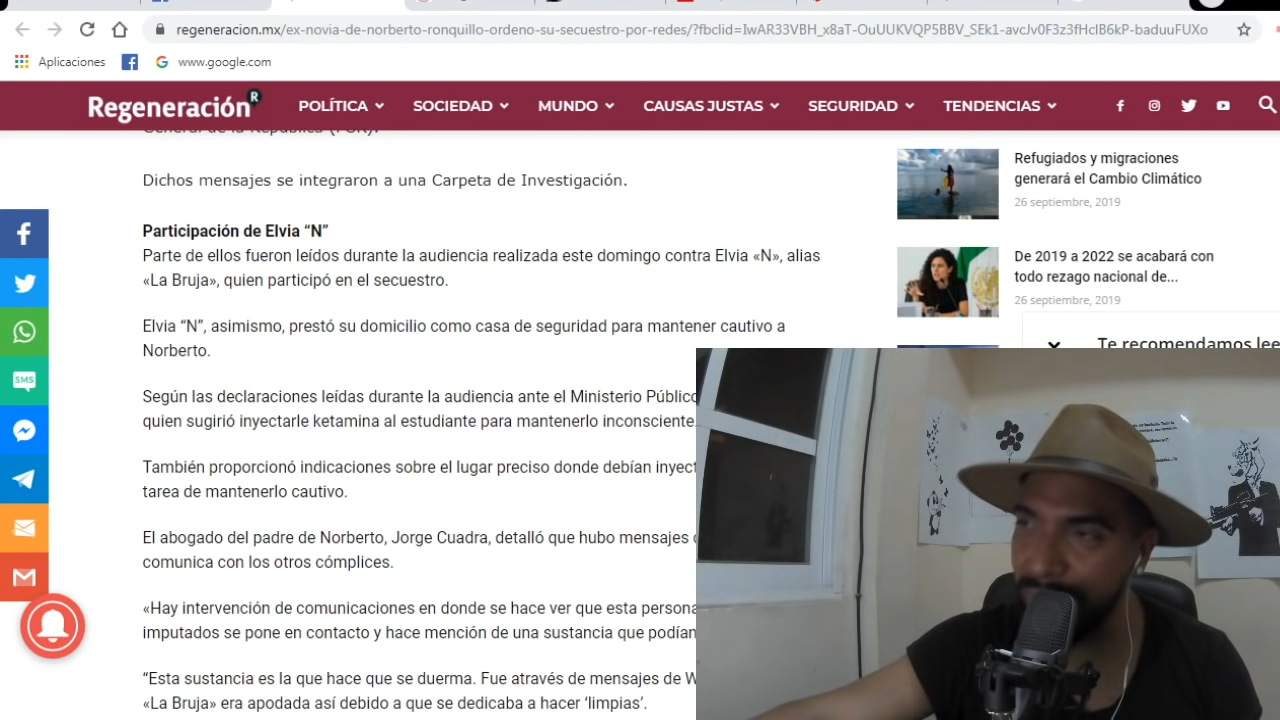 regeneracion.mx/ex-novia-de-norberto-ronquillo-ordeno-su-secuestro-por-redes/?fbclid=IwAR33VBH_x8aT-OuUUKVQP5BBV_SEk1-avcJv0F3z3fHclB6kP-baduuFUXo
Aplicaciones
www.google.com
Regeneración R
POLÍTICA SOCIEDAD MUNDO CAUSAS JUSTAS SEGURIDAD TENDENCIAS
General de la República (FGR).
Dichos mensajes se integraron a una Carpeta de Investigación.
Participación de Elvia “N”
Parte de ellos fueron leídos durante la audiencia realizada este domingo contra Elvia «N», alias
«La Bruja», quien participó en el secuestro.
Elvia “N”, asimismo, prestó su domicilio como casa de seguridad para mantener cautivo a
Norberto.
Según las declaraciones leídas durante la audiencia ante el Ministerio Público
quien sugirió inyectarle ketamina al estudiante para mantenerlo inconsciente.
También proporcionó indicaciones sobre el lugar preciso donde debían inyect
tarea de mantenerlo cautivo.
El abogado del padre de Norberto, Jorge Cuadra, detalló que hubo mensajes
comunica con los otros cómplices.
«Hay intervención de comunicaciones en donde se hace ver que esta persona
imputados se pone en contacto y hace mención de una sustancia que podían
“Esta sustancia es la que hace que se duerma. Fue através de mensajes de W
«La Bruja» era apodada así debido a que se dedicaba a hacer ‘limpias’.
Refugiados y migraciones
generará el Cambio Climático
26 septiembre, 2019
De 2019 a 2022 se acabará con
todo rezago nacional de...
26 septiembre, 2019
Te recomendamos lee
SMS